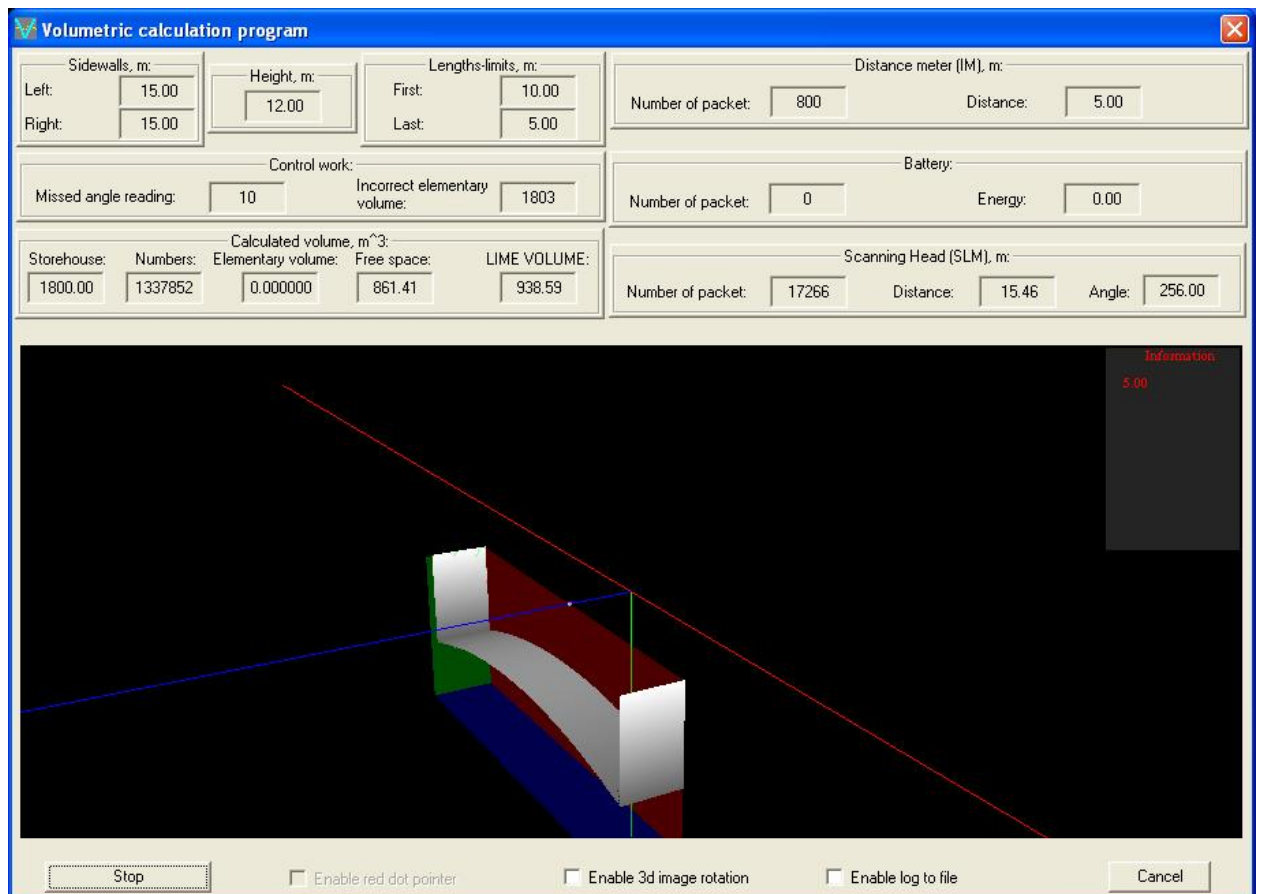 Volumetric calculation program
Sidewalls, m:
Left: 15.00
Right: 15.00
Height, m:
12.00
Lengths-limits, m:
First: 10.00
Last: 5.00
Distance meter (IM), m:
Number of packet: 800 Distance: 5.00
Control work:
Missed angle reading: 10 Incorrect elementary
volume: 1803
Battery:
Number of packet: 0 Energy: 0.00
Calculated volume, m^3:
Storehouse: Numbers: Elementary volume: Free space: LIME VOLUME:
1800.00 1337852 0.000000 861.41 938.59
Scanning Head (SLM), m:
Number of packet: 17266 Distance: 15.46 Angle: 256.00
Information
5.00
Stop Enable red dot pointer Enable 3d image rotation Enable log to file Cancel